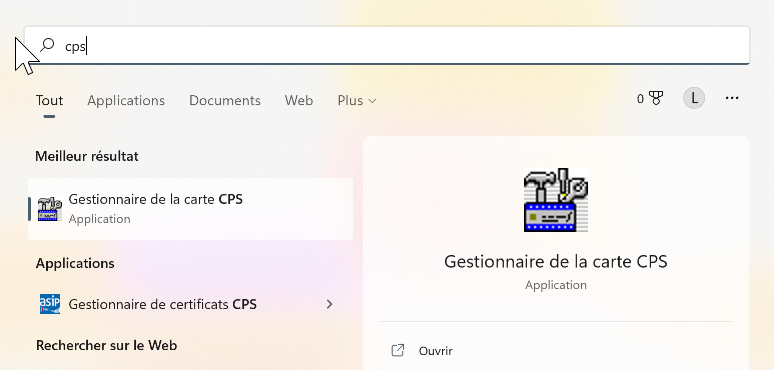 cps
Tout Applications Documents Web Plus 0 L ...
Meilleur résultat
Gestionnaire de la carte CPS
Application
Applications
asip
Gestionnaire de certificats CPS
Rechercher sur le Web
Gestionnaire de la carte CPS
Application
Ouvrir